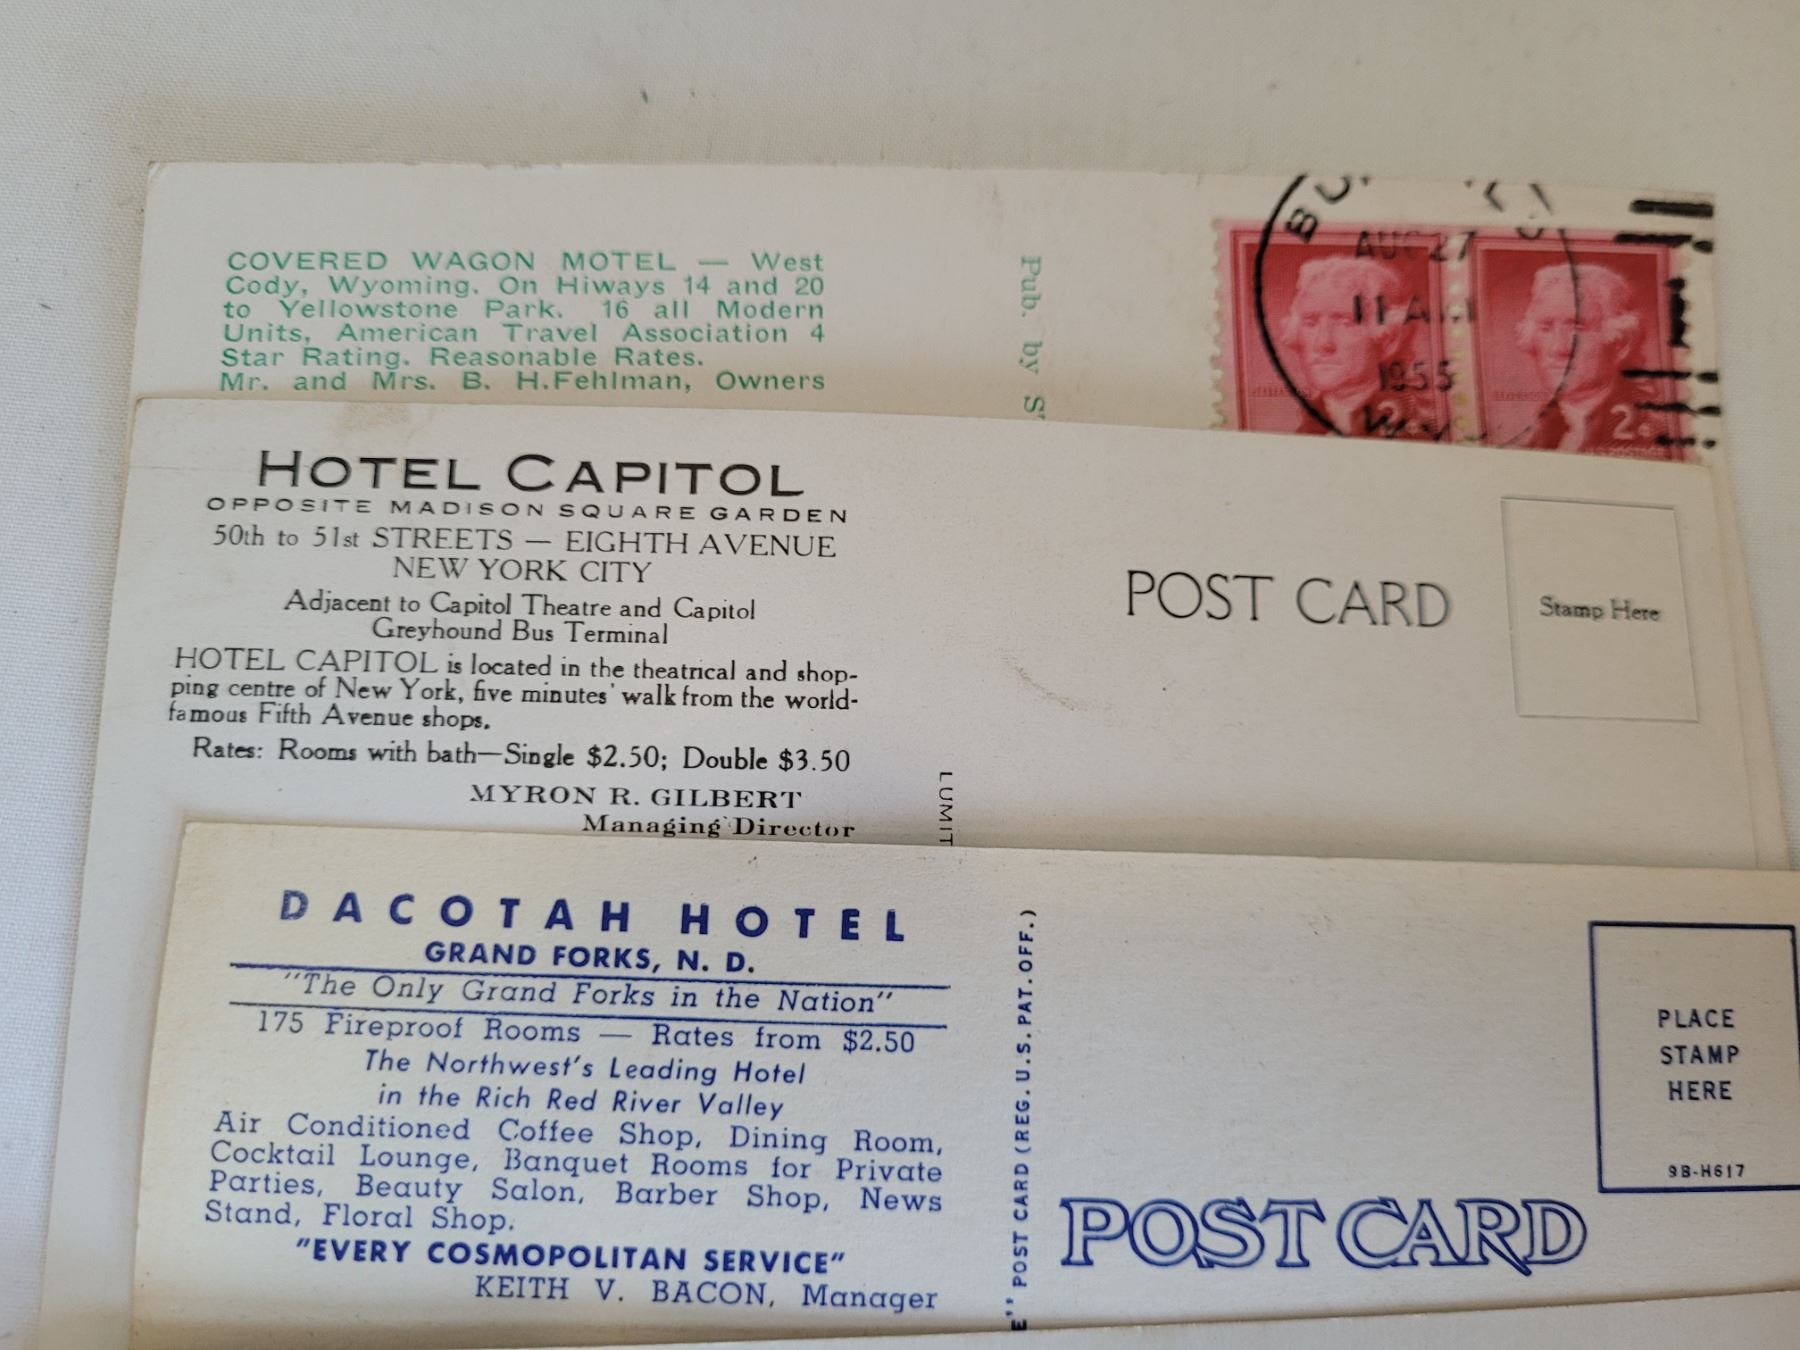 COVERED WAGON MOTEL — West
Cody, Wyoming. On Hiways 14 and 20
to Yellowstone Park. 16 all Modern
Units, American Travel Association 4
Star Rating. Reasonable Rates.
Mr. and Mrs. B. H.Fehlman, Owners
Pub. by
AUG 27
11 AM
1955
2¢
2¢
HOTEL CAPITOL
OPPOSITE MADISON SQUARE GARDEN
50th to 51st STREETS — EIGHTH AVENUE
NEW YORK CITY
Adjacent to Capitol Theatre and Capitol
Greyhound Bus Terminal
HOTEL CAPITOL is located in the theatrical and shop-
ping centre of New York, five minutes' walk from the world-
famous Fifth Avenue shops.
Rates: Rooms with bath—Single $2.50; Double $3.50
MYRON R. GILBERT
Managing Director
LUMIT
POST CARD
Stamp Here
DACOTAH HOTEL
GRAND FORKS, N. D.
"The Only Grand Forks in the Nation"
175 Fireproof Rooms — Rates from $2.50
The Northwest's Leading Hotel
in the Rich Red River Valley
Air Conditioned Coffee Shop, Dining Room,
Cocktail Lounge, Banquet Rooms for Private
Parties, Beauty Salon, Barber Shop, News
Stand, Floral Shop.
"EVERY COSMOPOLITAN SERVICE"
KEITH V. BACON, Manager
E" POST CARD (REG. U.S. PAT. OFF.)
PLACE
STAMP
HERE
9B-H617
POST CARD